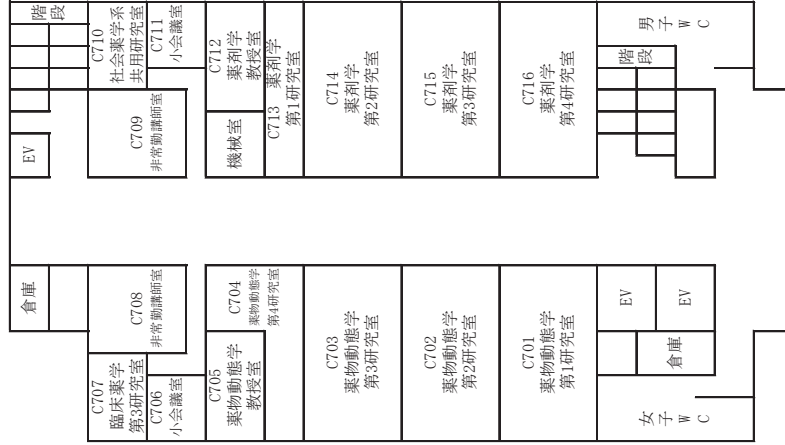 階
段
C710
社会薬学系
共用研究室
C711
小会議室
C712
薬剤学
教授室
C713
薬剤学
第1研究室
C714
薬剤学
第2研究室
C715
薬剤学
第3研究室
C716
薬剤学
第4研究室
男
子
W
C
階
段
EV
C709
非常勤講師室
機械室
倉庫
C708
非常勤講師室
C704
薬物動態学
第4研究室
C707
臨床薬学
第3研究室
C706
小会議室
C705
薬物動態学
教授室
C703
薬物動態学
第3研究室
C702
薬物動態学
第2研究室
C701
薬物動態学
第1研究室
EV
EV
倉庫
女
子
W
C